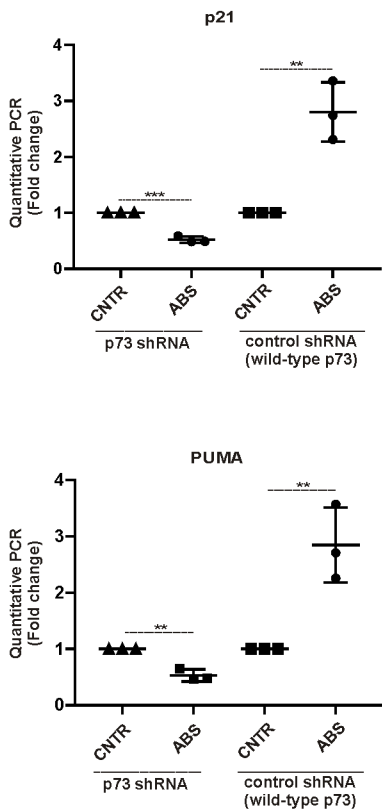 p21
Quantitative PCR
(Fold change)
4
3
2
1
0
**
***
CNTR
ABS
CNTR
ABS
p73 shRNA
control shRNA
(wild-type p73)
PUMA
Quantitative PCR
(Fold change)
4
3
2
1
0
**
**
CNTR
ABS
CNTR
ABS
p73 shRNA
control shRNA
(wild-type p73)